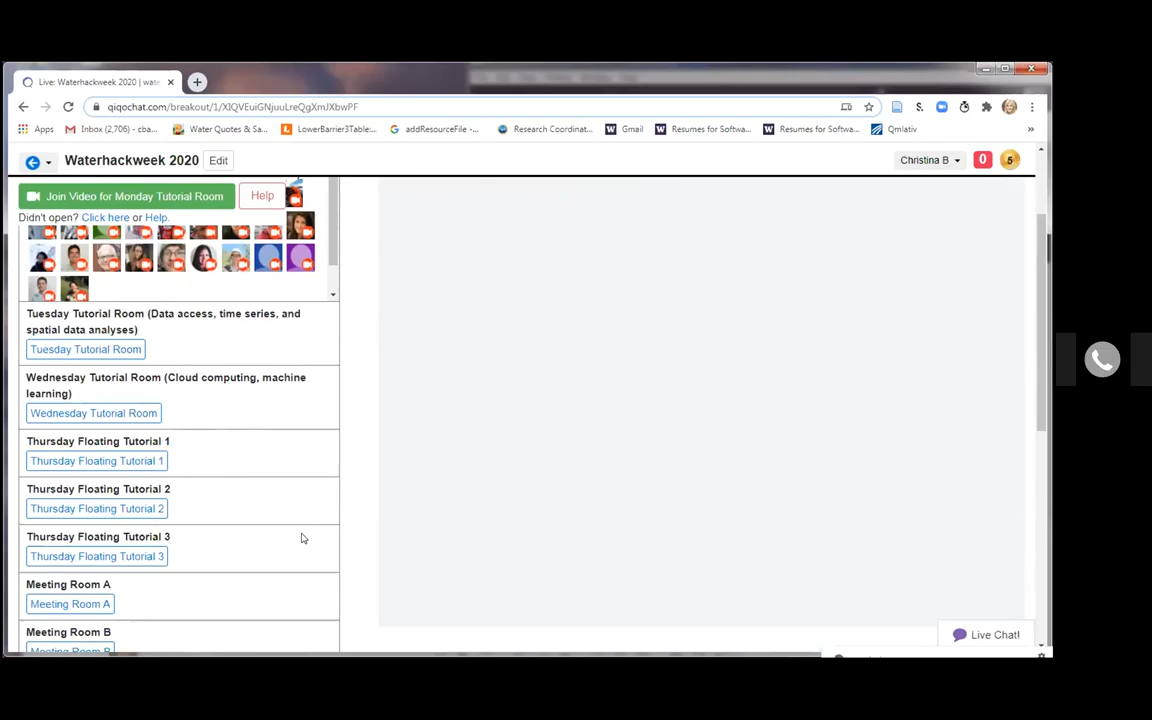 Live: Waterhackweek 2020 | wate
qiqochat.com/breakout/1/XIQVEuiGNjuuLreQgXmJXbwPF
Apps
Inbox (2,706) - cba...
Water Quotes & Sa...
LowerBarrier3Table...
addResourceFile -...
Research Coordinat...
Gmail
Resumes for Softwa...
Resumes for Softwa...
Qmlativ
»
Waterhackweek 2020
Edit
Christina B
0
5
Join Video for Monday Tutorial Room
Help
Didn't open? Click here or Help.
Tuesday Tutorial Room (Data access, time series, and
spatial data analyses)
Tuesday Tutorial Room
Wednesday Tutorial Room (Cloud computing, machine
learning)
Wednesday Tutorial Room
Thursday Floating Tutorial 1
Thursday Floating Tutorial 1
Thursday Floating Tutorial 2
Thursday Floating Tutorial 2
Thursday Floating Tutorial 3
Thursday Floating Tutorial 3
Meeting Room A
Meeting Room A
Meeting Room B
Meeting Room B
Live Chat!